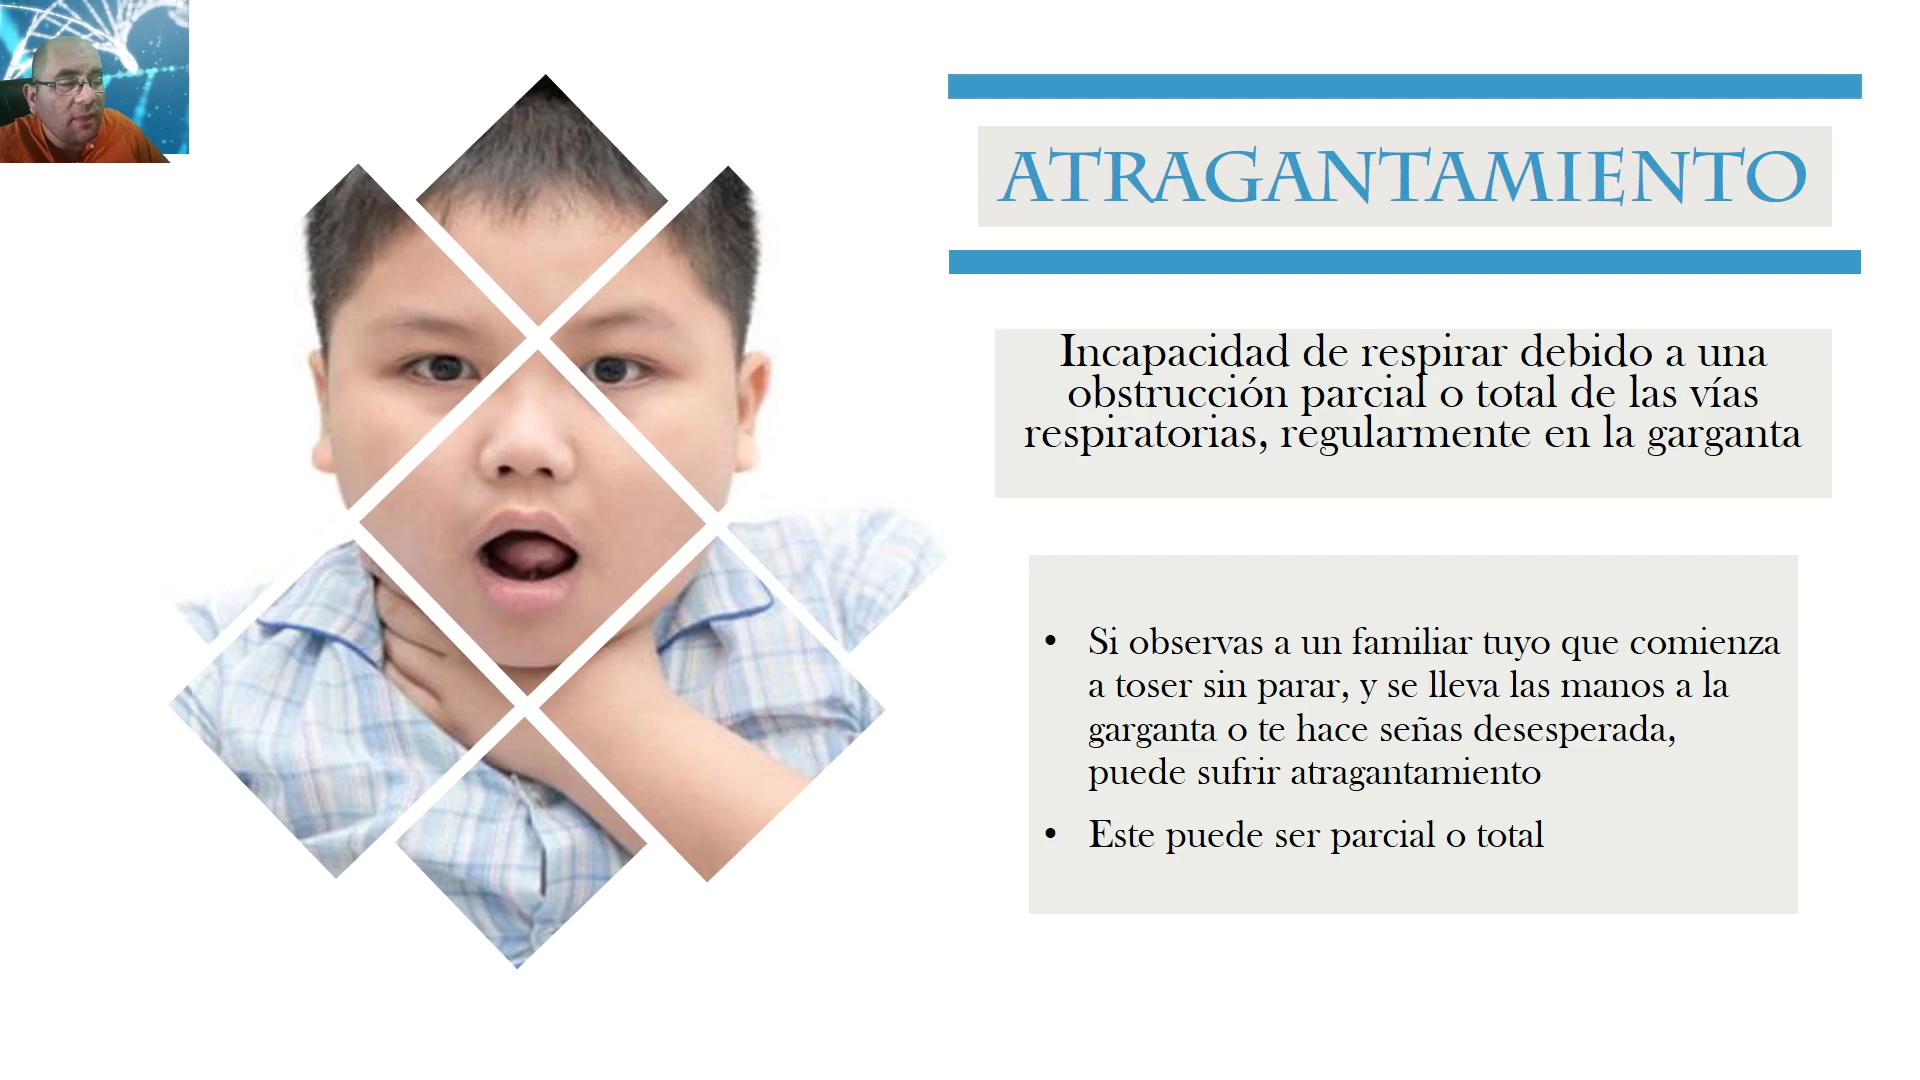 ATRAGANTAMIENTO
Incapacidad de respirar debido a una
obstrucción parcial o total de las vías
respiratorias, regularmente en la garganta
• Si observas a un familiar tuyo que comienza
a toser sin parar, y se lleva las manos a la
garganta o te hace señas desesperada,
puede sufrir atragantamiento
• Este puede ser parcial o total